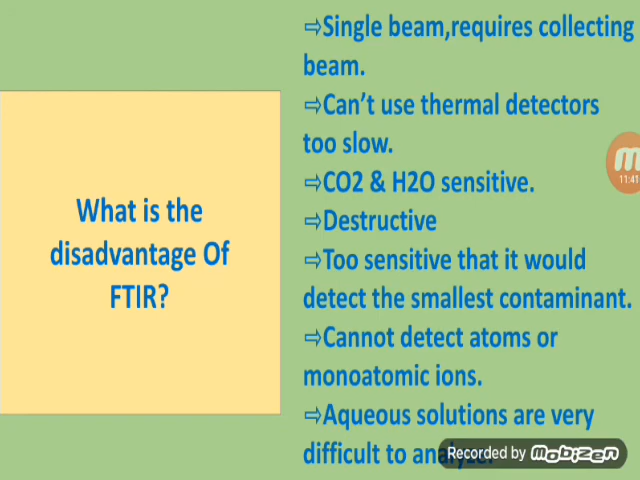 What is the
disadvantage Of
FTIR?
⇨Single beam,requires collecting
beam.
⇨Can't use thermal detectors
too slow.
⇨CO2 & H2O sensitive.
⇨Destructive
⇨Too sensitive that it would
detect the smallest contaminant.
⇨Cannot detect atoms or
monoatomic ions.
⇨Aqueous solutions are very
difficult to analyze.
11:41
Recorded by mobizen